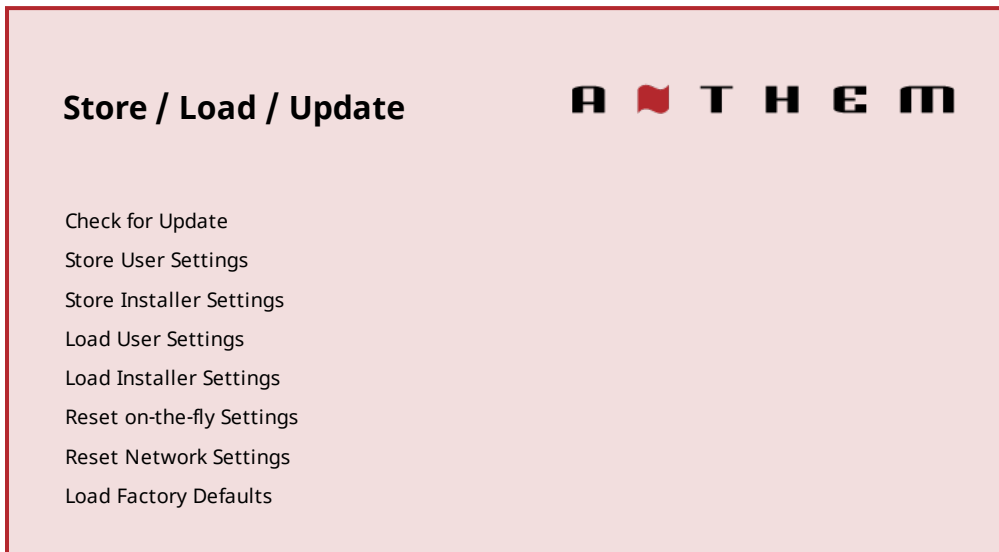 Store / Load / Update
ANTHEM
Check for Update
Store User Settings
Store Installer Settings
Load User Settings
Load Installer Settings
Reset on-the-fly Settings
Reset Network Settings
Load Factory Defaults